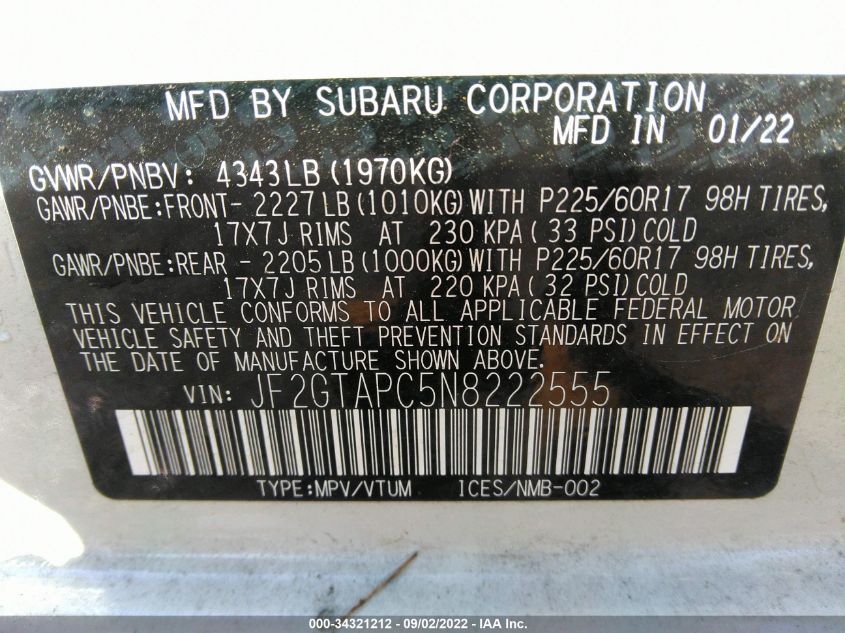 MFD BY SUBARU CORPORATION
MFD IN 01/22
GVWR/PNBV: 4343LB (1970KG)
GAWR/PNBE:FRONT- 2227 LB (1010KG) WITH P225/60R17 98H TIRES,
17X7J RIMS AT 230 KPA ( 33 PSI) COLD
GAWR/PNBE:REAR - 2205 LB (1000KG) WITH P225/60R17 98H TIRES,
17X7J RIMS AT 220 KPA ( 32 PSI) COLD
THIS VEHICLE CONFORMS TO ALL APPLICABLE FEDERAL MOTOR
VEHICLE SAFETY AND THEFT PREVENTION STANDARDS IN EFFECT ON
THE DATE OF MANUFACTURE SHOWN ABOVE.
VIN: JF2GTAPC5N8222555
TYPE:MPV/VTUM ICES/NMB-002
000-34321212 - 09/02/2022 - IAA Inc.